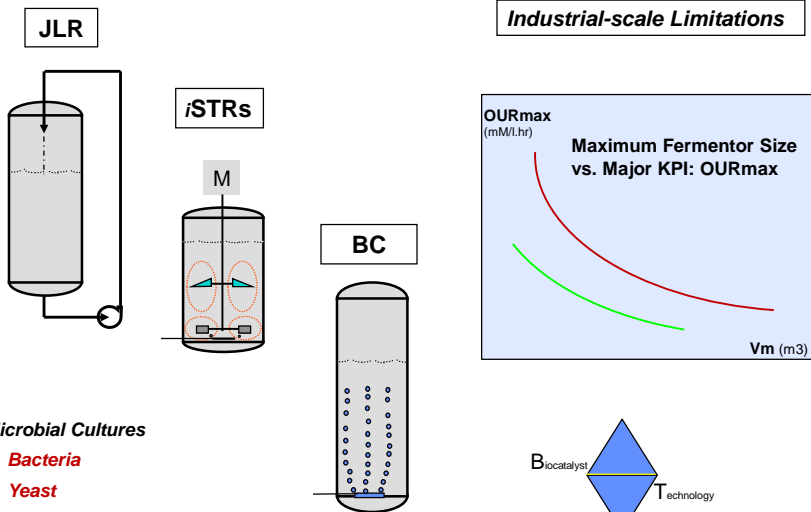 JLR
Industrial-scale Limitations
iSTRs
OURmax
(mM/l.hr)
Maximum Fermentor Size
vs. Major KPI: OURmax
M
BC
Vm (m3)
icrobial Cultures
Bacteria
Yeast
Biocatalyst
Technology